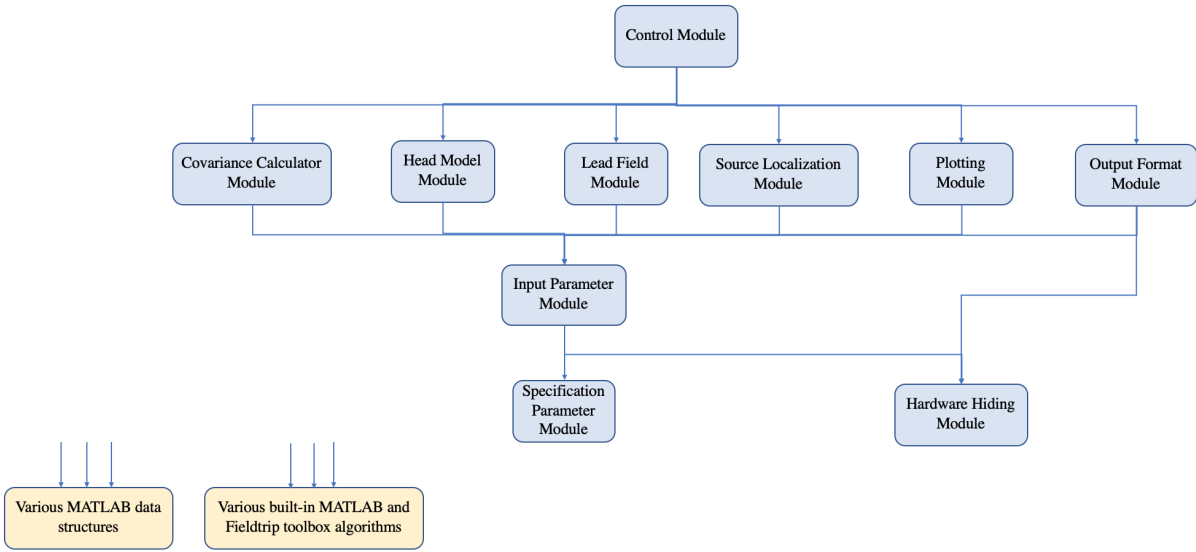 Control Module
Covariance Calculator
Module
Head Model
Module
Lead Field
Module
Source Localization
Module
Plotting
Module
Output Format
Module
Input Parameter
Module
Specification
Parameter
Module
Hardware Hiding
Module
Various MATLAB data
structures
Various built-in MATLAB and
Fieldtrip toolbox algorithms